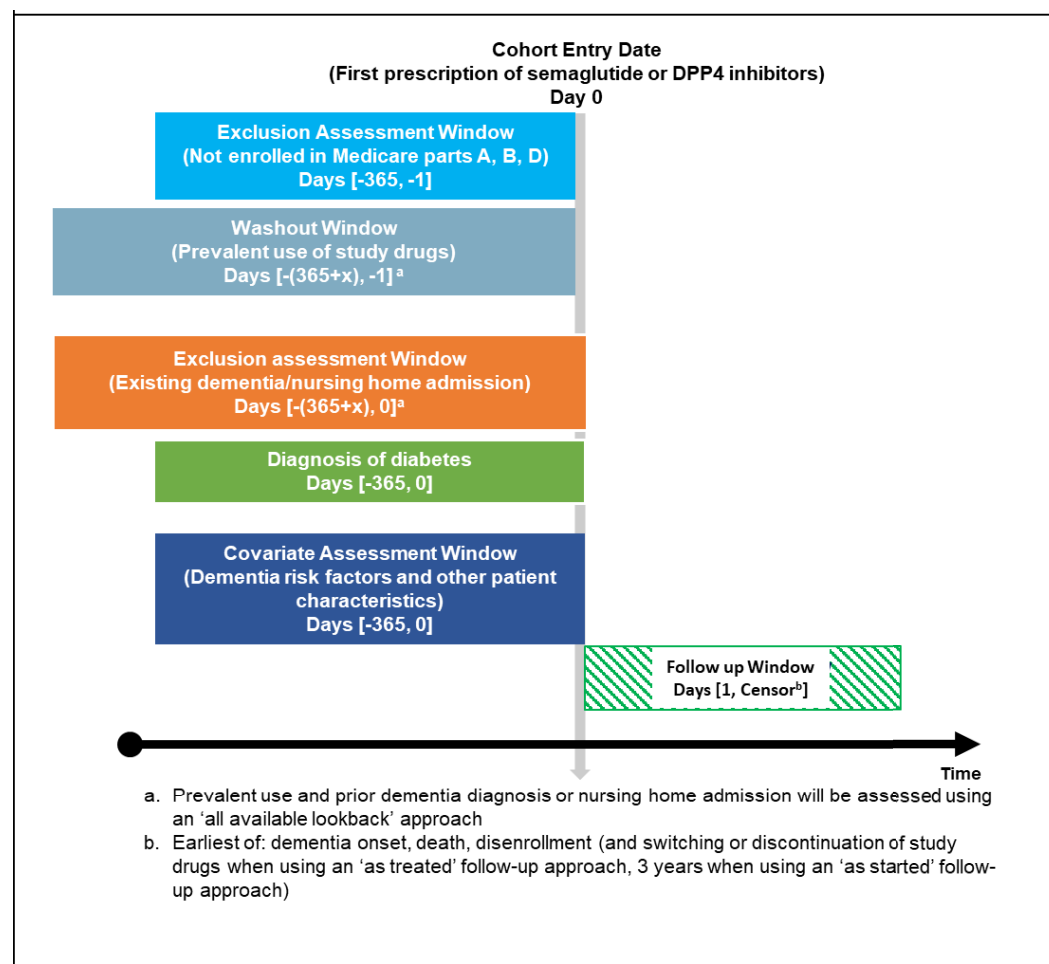 Cohort Entry Date
(First prescription of semaglutide or DPP4 inhibitors)
Day 0
Exclusion Assessment Window
(Not enrolled in Medicare parts A, B, D)
Days [-365, -1]
Washout Window
(Prevalent use of study drugs)
Days [-(365+x), -1] a
Exclusion assessment Window
(Existing dementia/nursing home admission)
Days [-(365+x), 0]a
Diagnosis of diabetes
Days [-365, 0]
Covariate Assessment Window
(Dementia risk factors and other patient
characteristics)
Days [-365, 0]
Follow up Window
Days [1, Censorb]
Time
a. Prevalent use and prior dementia diagnosis or nursing home admission will be assessed using
an ‘all available lookback’ approach
b. Earliest of: dementia onset, death, disenrollment (and switching or discontinuation of study
drugs when using an ‘as treated’ follow-up approach, 3 years when using an ‘as started’ follow-
up approach)